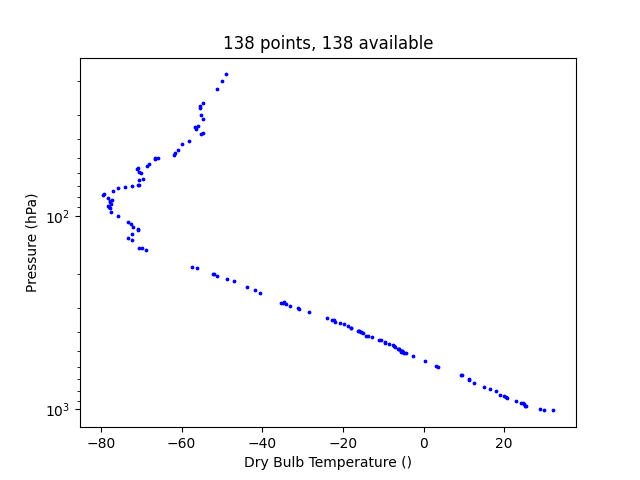 138 points, 138 available
Pressure (hPa)
10²
10³
−80 −60 −40 −20 0 20
Dry Bulb Temperature ()